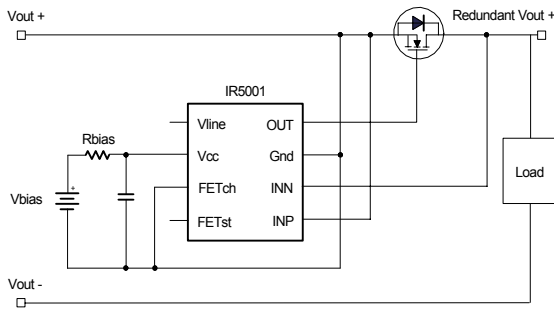 Vout +
Redundant Vout +
IR5001
Vline
OUT
Rbias
Vcc
Gnd
Vbias
+
FETch
INN
Load
FETst
INP
Vout -